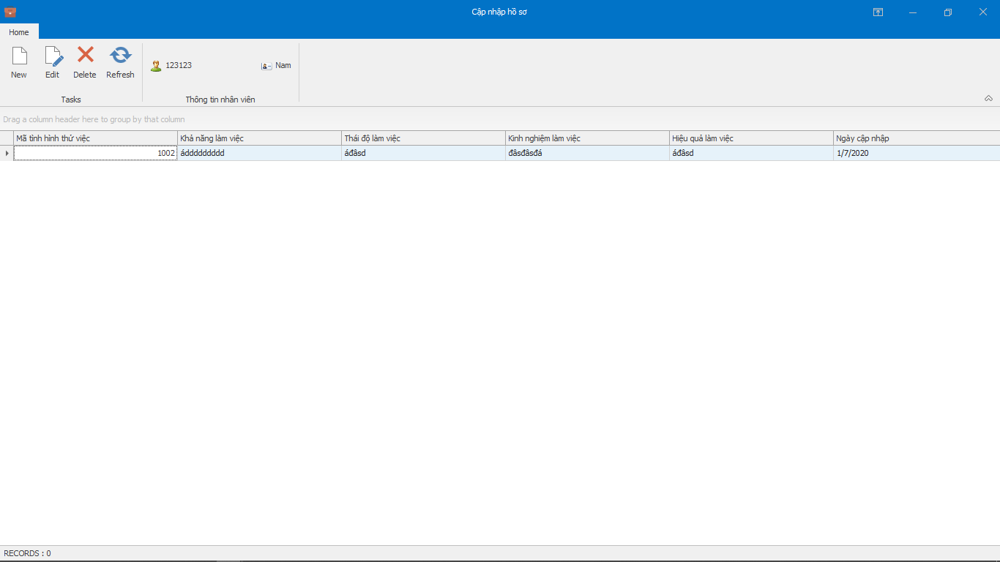 Cập nhập hồ sơ
Home
New Edit Delete Refresh
123123 Nam
Tasks Thông tin nhân viên
Drag a column header here to group by that column
Mã tình hình thử việc Khả năng làm việc Thái độ làm việc Kinh nghiệm làm việc Hiệu quả làm việc Ngày cập nhập
1002 áddddddddd áđâsd đâsđâsđá áđâsd 1/7/2020
RECORDS : 0